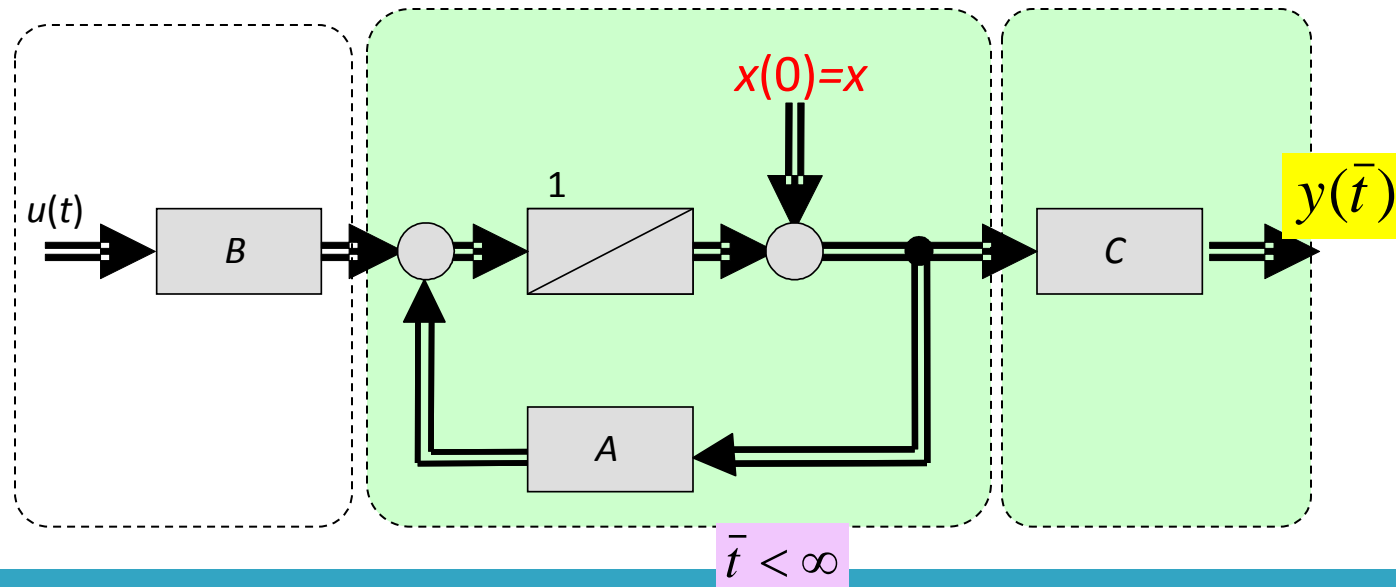 x(0)=x
1
u(t)
B
C
y(t̄)
A
t̄ < ∞